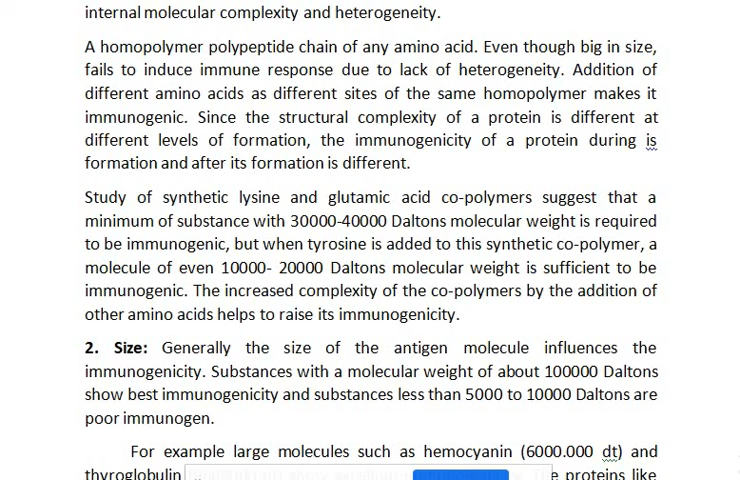 internal molecular complexity and heterogeneity.
A homopolymer polypeptide chain of any amino acid. Even though big in size,
fails to induce immune response due to lack of heterogeneity. Addition of
different amino acids as different sites of the same homopolymer makes it
immunogenic. Since the structural complexity of a protein is different at
different levels of formation, the immunogenicity of a protein during is
formation and after its formation is different.
Study of synthetic lysine and glutamic acid co-polymers suggest that a
minimum of substance with 30000-40000 Daltons molecular weight is required
to be immunogenic, but when tyrosine is added to this synthetic co-polymer, a
molecule of even 10000- 20000 Daltons molecular weight is sufficient to be
immunogenic. The increased complexity of the co-polymers by the addition of
other amino acids helps to raise its immunogenicity.
2. Size: Generally the size of the antigen molecule influences the
immunogenicity. Substances with a molecular weight of about 100000 Daltons
show best immunogenicity and substances less than 5000 to 10000 Daltons are
poor immunogen.
For example large molecules such as hemocyanin (6000.000 dt) and
thyroglobulin proteins like